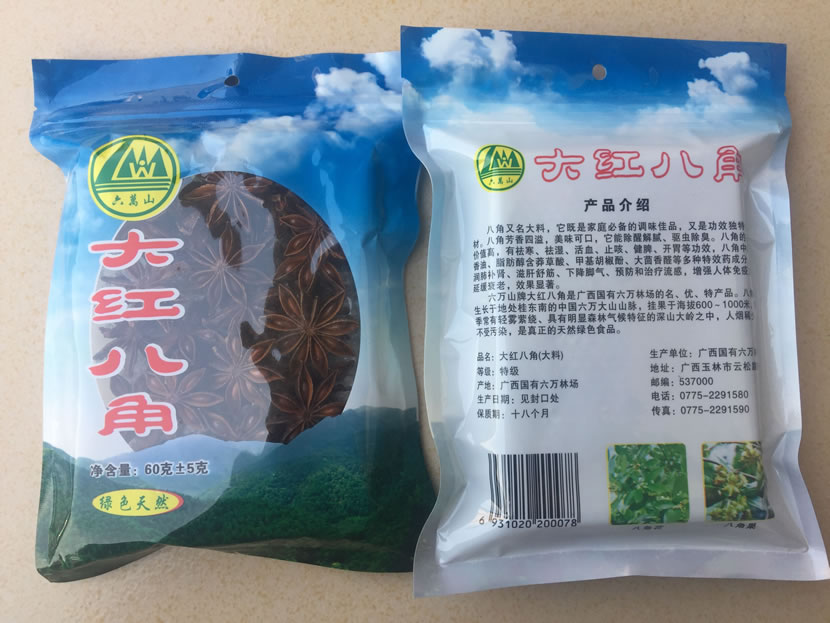 六萬山
大红八角
净含量：60克±5克
绿色天然
六萬山
大红八角
产品介绍
八角又名大料，它既是家庭必备的调味佳品，又是功效独特
材。八角芳香四溢，美味可口，它能除醒解腻、驱虫除臭。八角的
价值高，有祛寒、祛湿、活血、止咳、健脾、开胃等功效，八角中
香油、脂肪醇含莽草酸、甲基胡椒酚、大茴香醛等多种特效药成分
润肺补肾、滋肝舒筋、下降脚气、预防和治疗流感，增强人体免疫
延缓衰老，效果显著。
六万山牌大红八角是广西国有六万林场的名、优、特产品。八
生长于地处桂东南的中国六万大山山脉，挂果于海拔600-1000米
季常有轻雾萦绕、具有明显森林气候特征的深山大岭之中，人烟稀
不受污染，是真正的天然绿色食品。
品名：大红八角(大料)
等级：特级
产地：广西国有六万林场
生产日期：见封口处
保质期：十八个月
生产单位：广西国有六万
地址：广西玉林市云松
邮编：537000
电话：0775-2291580
传真：0775-2291590
6 931020 200078
八角花
八角果